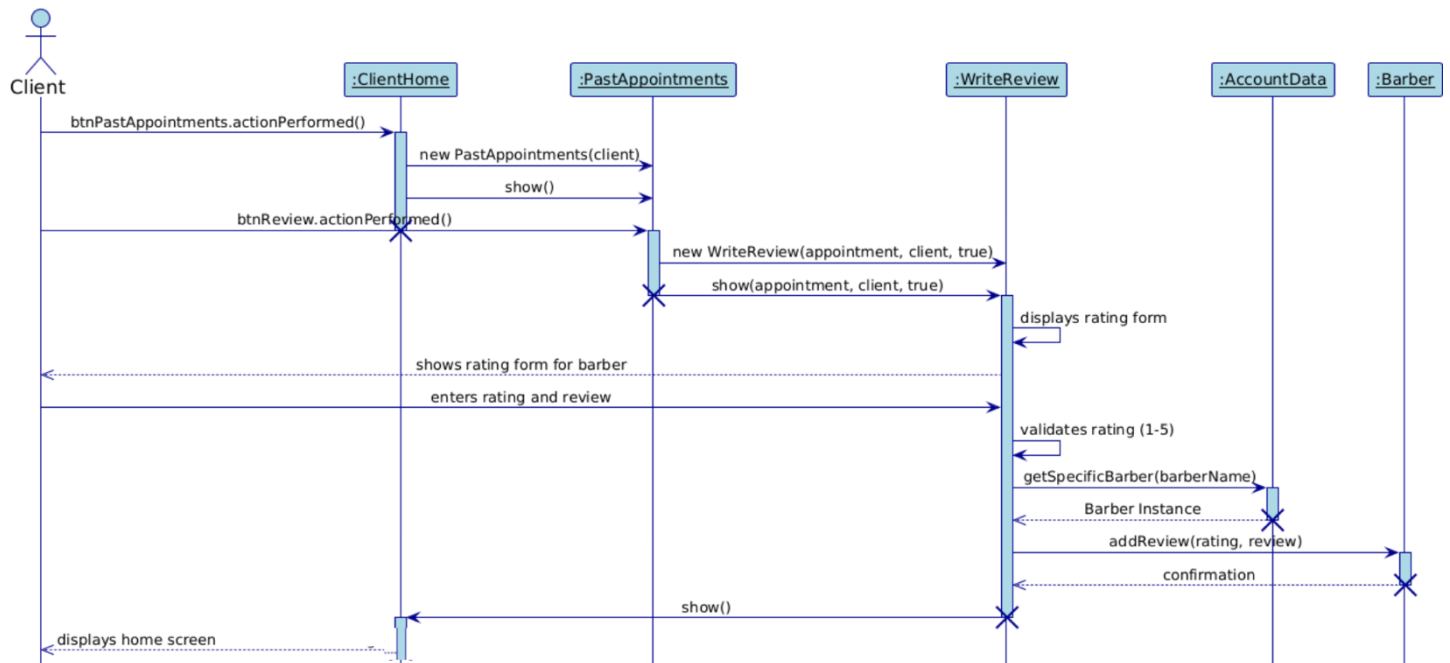 Client
:ClientHome
:PastAppointments
:WriteReview
:AccountData
:Barber
btnPastAppointments.actionPerformed()
new PastAppointments(client)
show()
btnReview.actionPerformed()
new WriteReview(appointment, client, true)
show(appointment, client, true)
displays rating form
shows rating form for barber
enters rating and review
validates rating (1-5)
getSpecificBarber(barberName)
Barber Instance
addReview(rating, review)
confirmation
show()
displays home screen